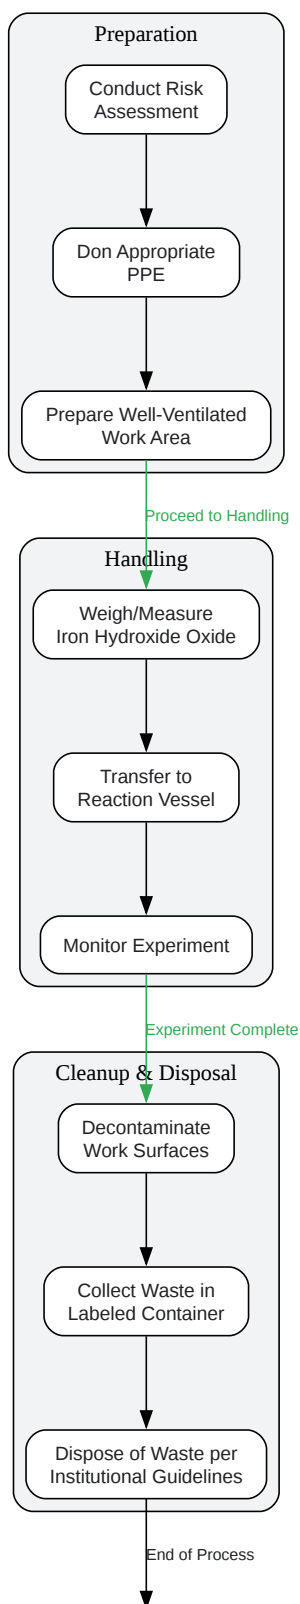 Preparation
Conduct Risk
Assessment
Don Appropriate
PPE
Prepare Well-Ventilated
Work Area
Proceed to Handling
Handling
Weigh/Measure
Iron Hydroxide Oxide
Transfer to
Reaction Vessel
Monitor Experiment
Experiment Complete
Cleanup & Disposal
Decontaminate
Work Surfaces
Collect Waste in
Labeled Container
Dispose of Waste per
Institutional Guidelines
End of Process